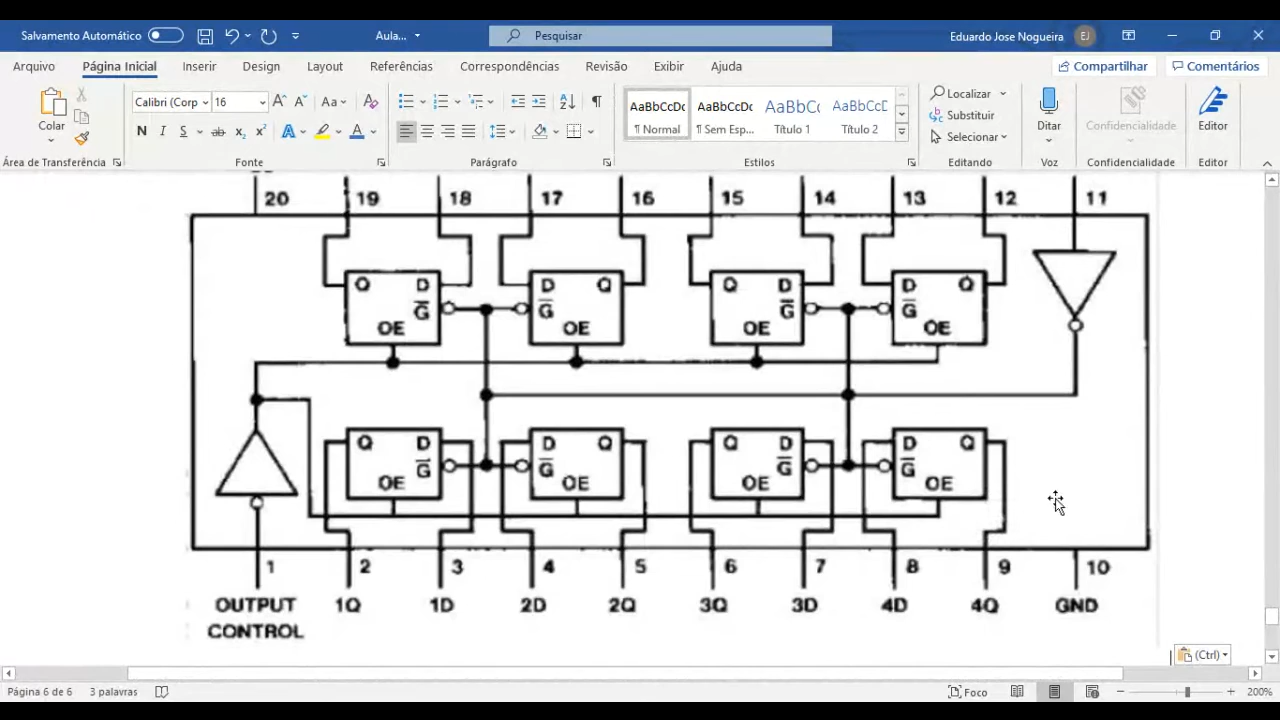 Salvamento Automático Aula... Pesquisar Eduardo Jose Nogueira EJ
Arquivo Página Inicial Inserir Design Layout Referências Correspondências Revisão Exibir Ajuda Compartilhar Comentários
Colar
Calibri (Corp 16 A^ A Aa A
N I S ab x₂ x² A A
AaBbCcDc AaBbCcDc AaBbCc AaBbCcD
¶ Normal ¶ Sem Esp... Título 1 Título 2
Localizar
Substituir
Selecionar
Ditar Confidencialidade Editor
Área de Transferência Fonte Parágrafo Estilos Editando Voz Confidencialidade Editor
20 19 18 17 16 15 14 13 12 11
Q D D Q Q D D Q
G̅ G̅ G̅ G̅
OE OE OE OE
Q D D Q Q D D Q
G̅ G̅ G̅ G̅
OE OE OE OE
1 2 3 4 5 6 7 8 9 10
OUTPUT 1Q 1D 2D 2Q 3Q 3D 4D 4Q GND
CONTROL
(Ctrl)
Página 6 de 6 3 palavras Foco 200%